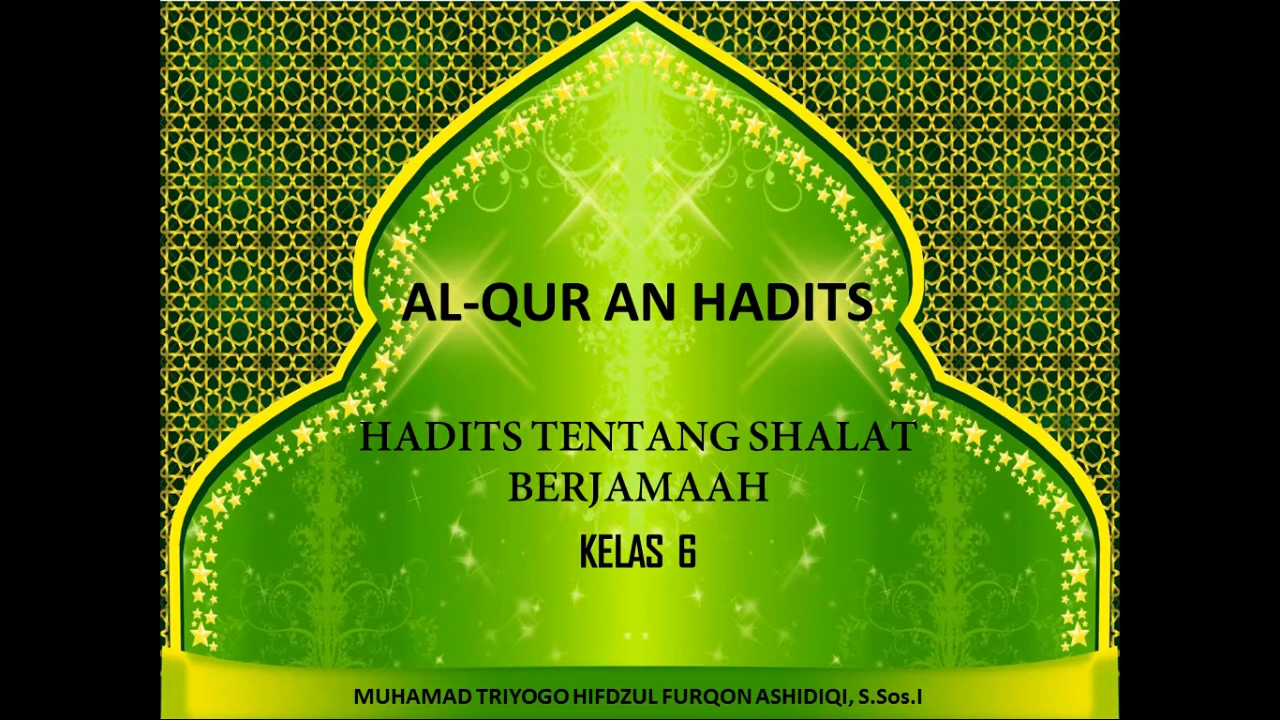 AL-QUR AN HADITS
HADITS TENTANG SHALAT
BERJAMAAH
KELAS 6
MUHAMAD TRIYOGO HIFDZUL FURQON ASHIDIQI, S.Sos.I